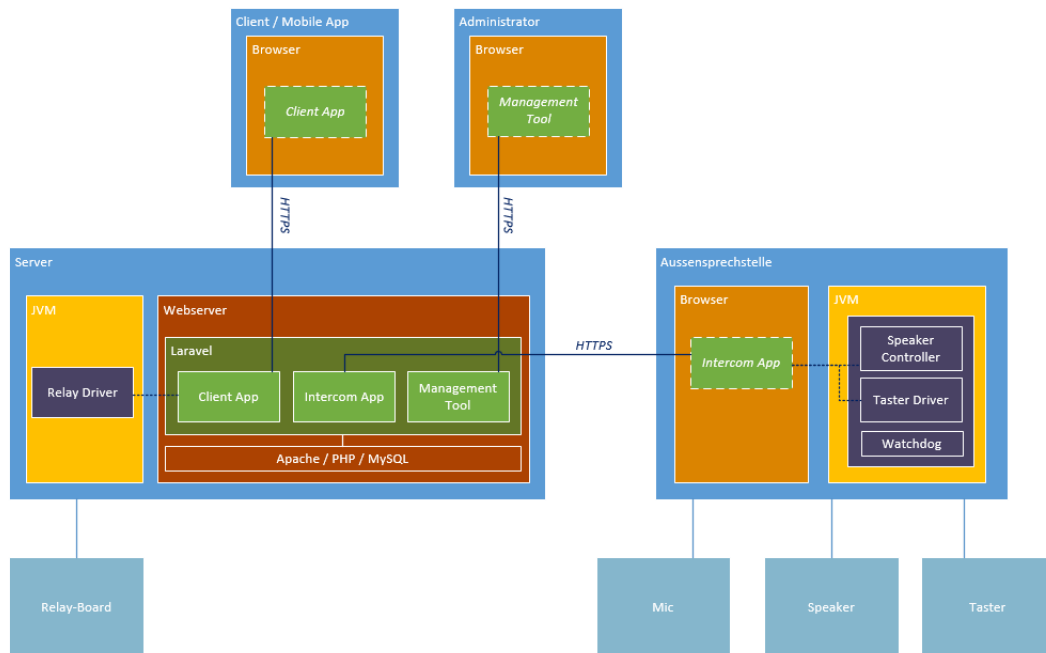 Client / Mobile App
Browser
Client App
Administrator
Browser
Management
Tool
HTTPS
HTTPS
Server
JVM
Relay Driver
Webserver
Laravel
Client App
Intercom App
Management
Tool
Apache / PHP / MySQL
HTTPS
Aussensprechstelle
Browser
Intercom App
JVM
Speaker
Controller
Taster Driver
Watchdog
Relay-Board
Mic
Speaker
Taster